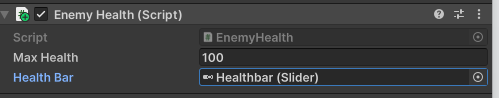 Enemy Health (Script)
Script EnemyHealth
Max Health 100
Health Bar Healthbar (Slider)